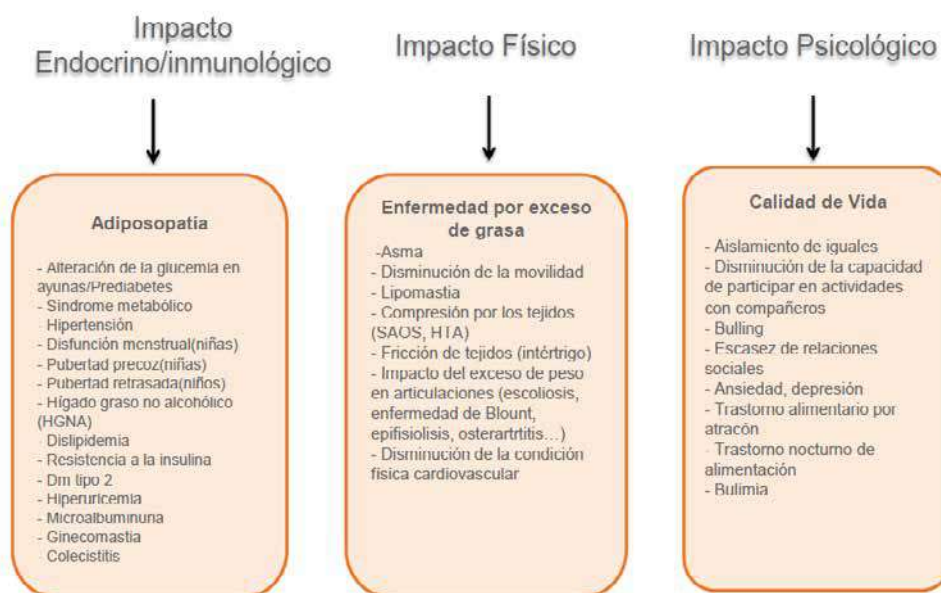 Impacto
Endocrino/inmunológico
Adiposopatía
- Alteración de la glucemia en
ayunas/Prediabetes
- Síndrome metabólico
- Hipertensión
- Disfunción menstrual(niñas)
- Pubertad precoz(niñas)
- Pubertad retrasada(niños)
- Hígado graso no alcohólico
(HGNA)
- Dislipidemia
- Resistencia a la insulina
- Dm tipo 2
- Hiperuricemia
- Microalbuminuria
- Ginecomastia
- Colecistitis
Impacto Físico
Enfermedad por exceso
de grasa
-Asma
- Disminución de la movilidad
- Lipomastia
- Compresión por los tejidos
(SAOS, HTA)
- Fricción de tejidos (intértrigo)
- Impacto del exceso de peso
en articulaciones (escoliosis,
enfermedad de Blount,
epifisiolisis, osterartrtitis...)
- Disminución de la condición
física cardiovascular
Impacto Psicológico
Calidad de Vida
- Aislamiento de iguales
- Disminución de la capacidad
de participar en actividades
con compañeros
- Bulling
- Escasez de relaciones
sociales
- Ansiedad, depresión
- Trastorno alimentario por
atracón
- Trastorno nocturno de
alimentación
- Bulimia